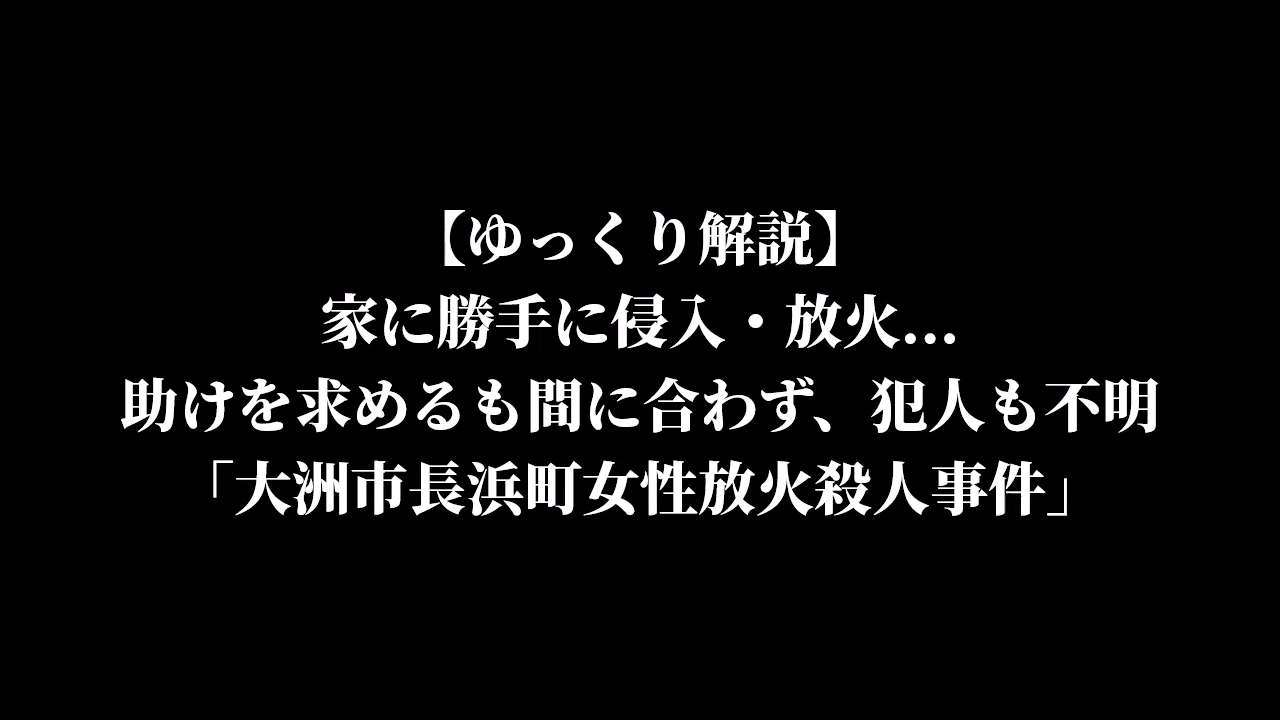 【ゆっくり解説】
家に勝手に侵入・放火…
助けを求めるも間に合わず、犯人も不明
「大洲市長浜町女性放火殺人事件」